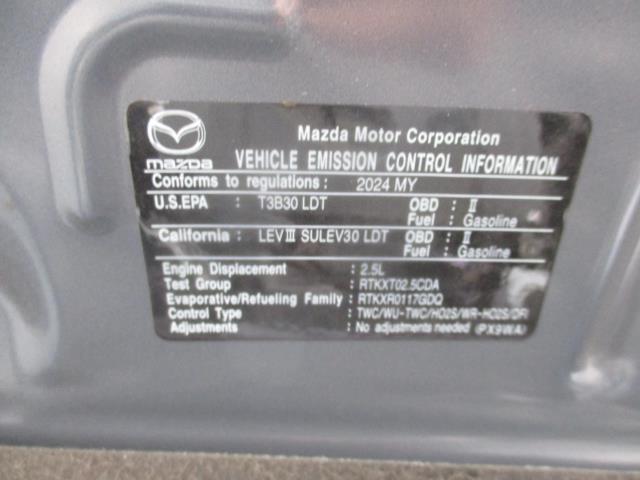 Mazda Motor Corporation
mazda VEHICLE EMISSION CONTROL INFORMATION
Conforms to regulations : 2024 MY
U.S.EPA : T3B30 LDT OBD : II
Fuel : Gasoline
California : LEV III SULEV30 LDT OBD : II
Fuel : Gasoline
Engine Displacement : 2.5L
Test Group : RTKXT02.5CDA
Evaporative/Refueling Family : RTKXR0117GDQ
Control Type : TWC/WU-TWC/HO2S/WR-HO2S/DFI
Adjustments : No adjustments needed (PX9WA)